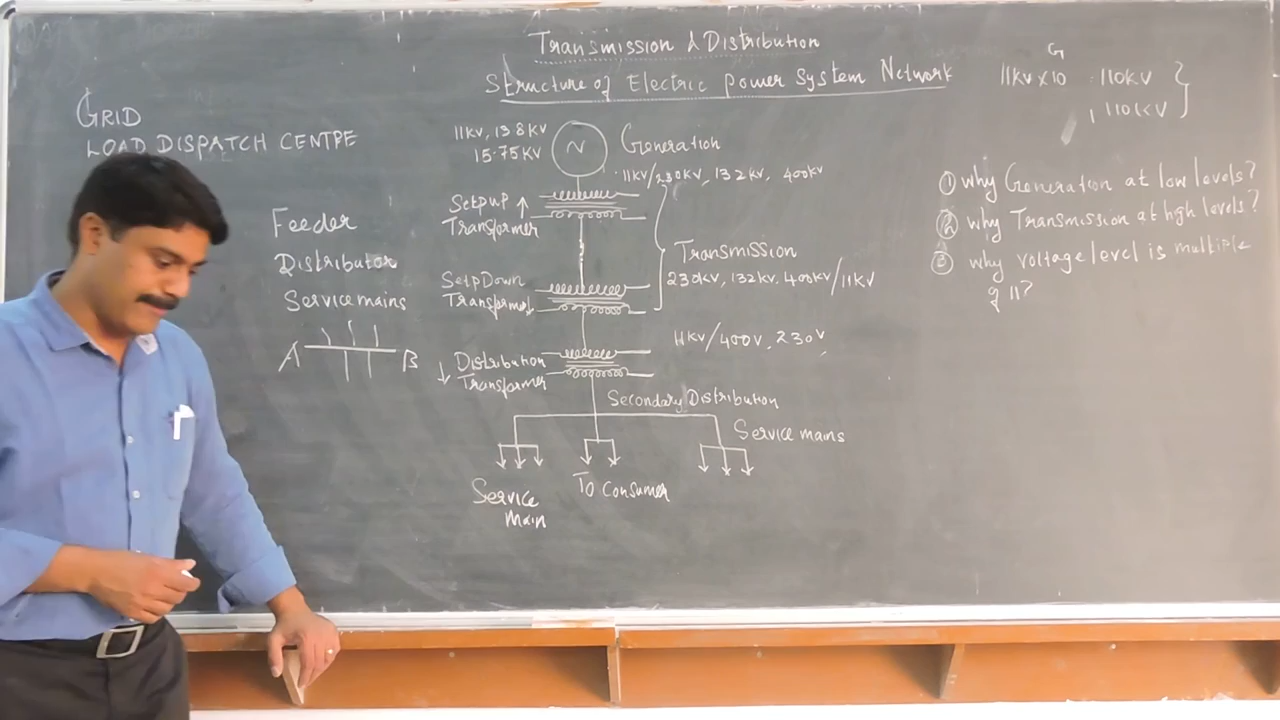 Transmission & Distribution
Structure of Electric power System Network
GRID
LOAD DISPATCH CENTRE
Feeder
Distributor
Service mains
A B
11KV, 13.8KV
15.75KV
N
Generation
11KV/230KV, 132KV, 400KV
Setpup ↑
Transformer
Transmission
230KV, 132KV. 400KV/11KV
SetpDown
Transformer↓
11KV/400V, 230V
↓ Distribution
Transformer
Secondary Distribution
Service mains
Service
main
To Consumer
G
11KV X 10 110KV
110KV
① why Generation at low levels?
② why Transmission at high levels?
③ why voltage level is multiple
of 11?